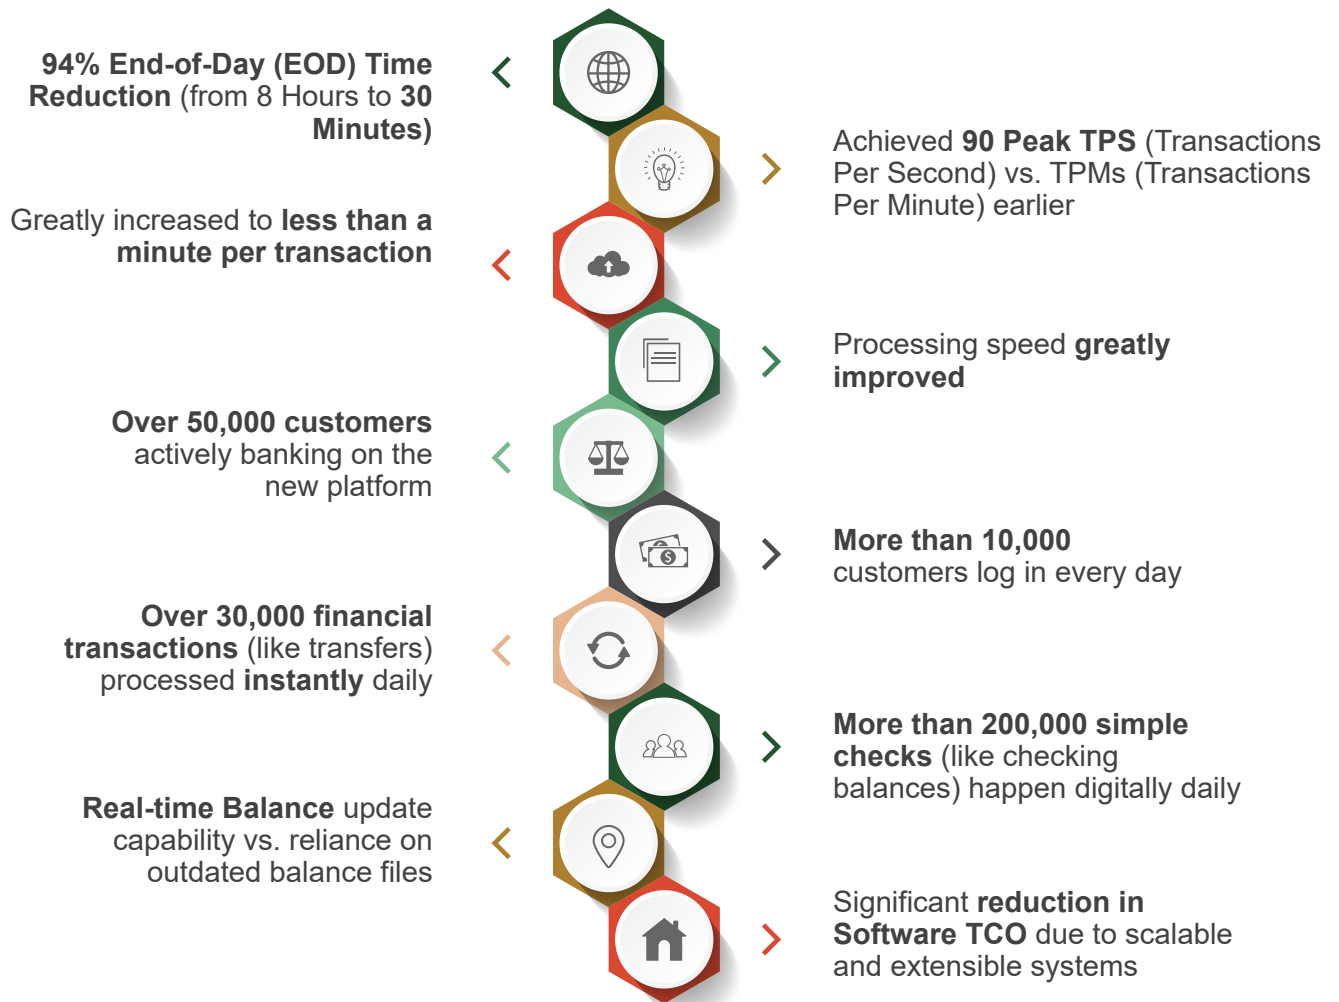 94% End-of-Day (EOD) Time
Reduction (from 8 Hours to 30
Minutes)
Achieved 90 Peak TPS (Transactions
Per Second) vs. TPMs (Transactions
Per Minute) earlier
Greatly increased to less than a
minute per transaction
Processing speed greatly
improved
Over 50,000 customers
actively banking on the
new platform
More than 10,000
customers log in every day
Over 30,000 financial
transactions (like transfers)
processed instantly daily
More than 200,000 simple
checks (like checking
balances) happen digitally daily
Real-time Balance update
capability vs. reliance on
outdated balance files
Significant reduction in
Software TCO due to scalable
and extensible systems